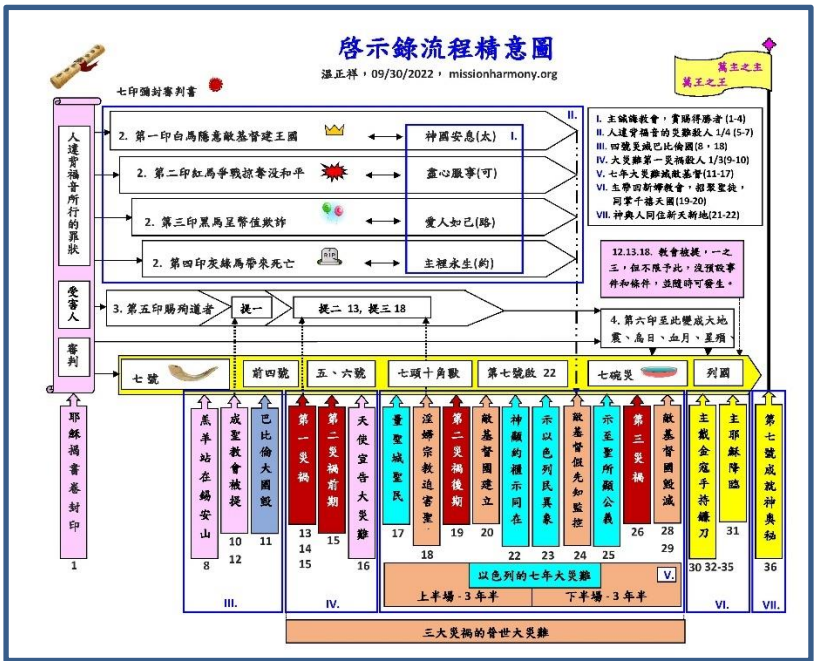 啓示錄流程精意圖
溫正祥，09/30/2022， missionharmony.org
七印彌封審判書
萬主之主
萬王之王
人違背福音所行的罪狀
受害人
審判
II.
I.
2. 第一印白馬隱意敵基督建王國
神國安息(太)
2. 第二印紅馬爭戰掠奪沒和平
盡心服事(可)
2. 第三印黑馬呈幣值欺詐
愛人如己(路)
2. 第四印灰綠馬帶來死亡
RIP
主裡永生(約)
I. 主誠誨教會，賞賜得勝者 (1-4)
II. 人違背福音的災難殺人 1/4 (5-7)
III. 四號災滅巴比倫國(8，18)
IV. 大災難第一災禍殺人 1/3(9-10)
V. 七年大災難滅敵基督(11-17)
VI. 主帶回新婦教會，招聚聖徒，
同掌千禧天國(19-20)
VII. 神與人同住新天新地(21-22)
12.13.18. 教會被提，一之
三，但不限予此，沒預設事
件和條件，並隨時可發生。
3. 第五印賜殉道者
提一
提二 13, 提三 18
4. 第六印至此變成大地
震、烏日、血月、星殞、
七號
前四號
五、六號
七頭十角獸
第七號啟 22
七碗災
列國
耶穌揭書卷封印
1
羔羊站在錫安山
8
成聖教會被提
10
12
巴比倫大國毀
11
第一災禍
13
14
15
第二災禍前期
15
天使宣告大災難
16
量聖城聖民
17
淫婦宗教迫害聖.
18
第二災禍後期
19
敵基督國建立
20
神顯約櫃示同在
22
示以色列民異象
23
敵基督假先知監控
24
示至聖所顯公義
25
第三災禍
26
敵基督國毀滅
28
29
主戴金冠手持鐮刀
30 32-35
主耶穌降臨
31
第七號成就神奧秘
36
以色列的七年大災難
V.
上半場 - 3 年半
下半場 - 3 年半
III.
IV.
VI.
VII.
三大災禍的普世大災難